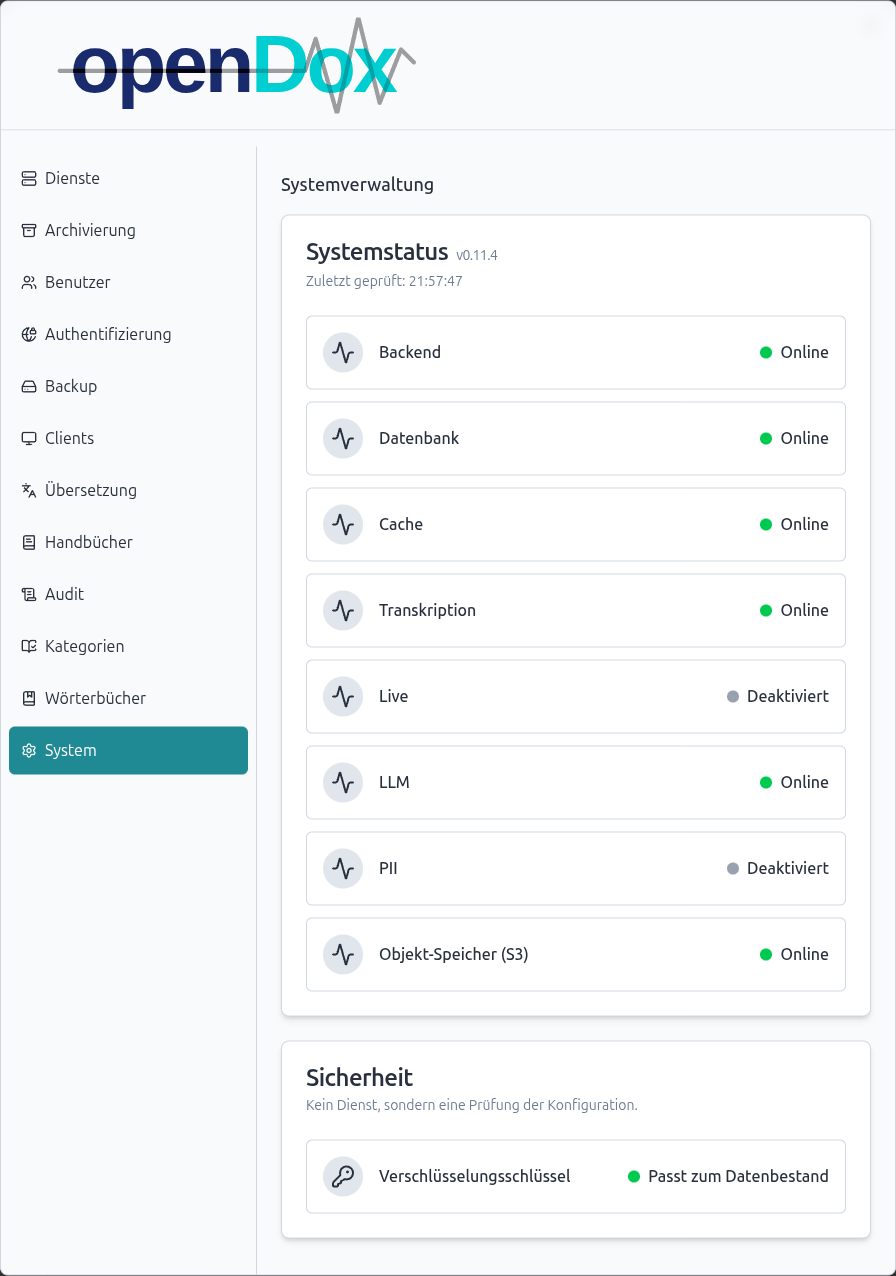 openDox
Dienste
Archivierung
Benutzer
Authentifizierung
Backup
Clients
Übersetzung
Handbücher
Audit
Kategorien
Wörterbücher
System
Systemverwaltung
Systemstatus v0.11.4
Zuletzt geprüft: 21:57:47
Backend Online
Datenbank Online
Cache Online
Transkription Online
Live Deaktiviert
LLM Online
PII Deaktiviert
Objekt-Speicher (S3) Online
Sicherheit
Kein Dienst, sondern eine Prüfung der Konfiguration.
Verschlüsselungsschlüssel Passt zum Datenbestand